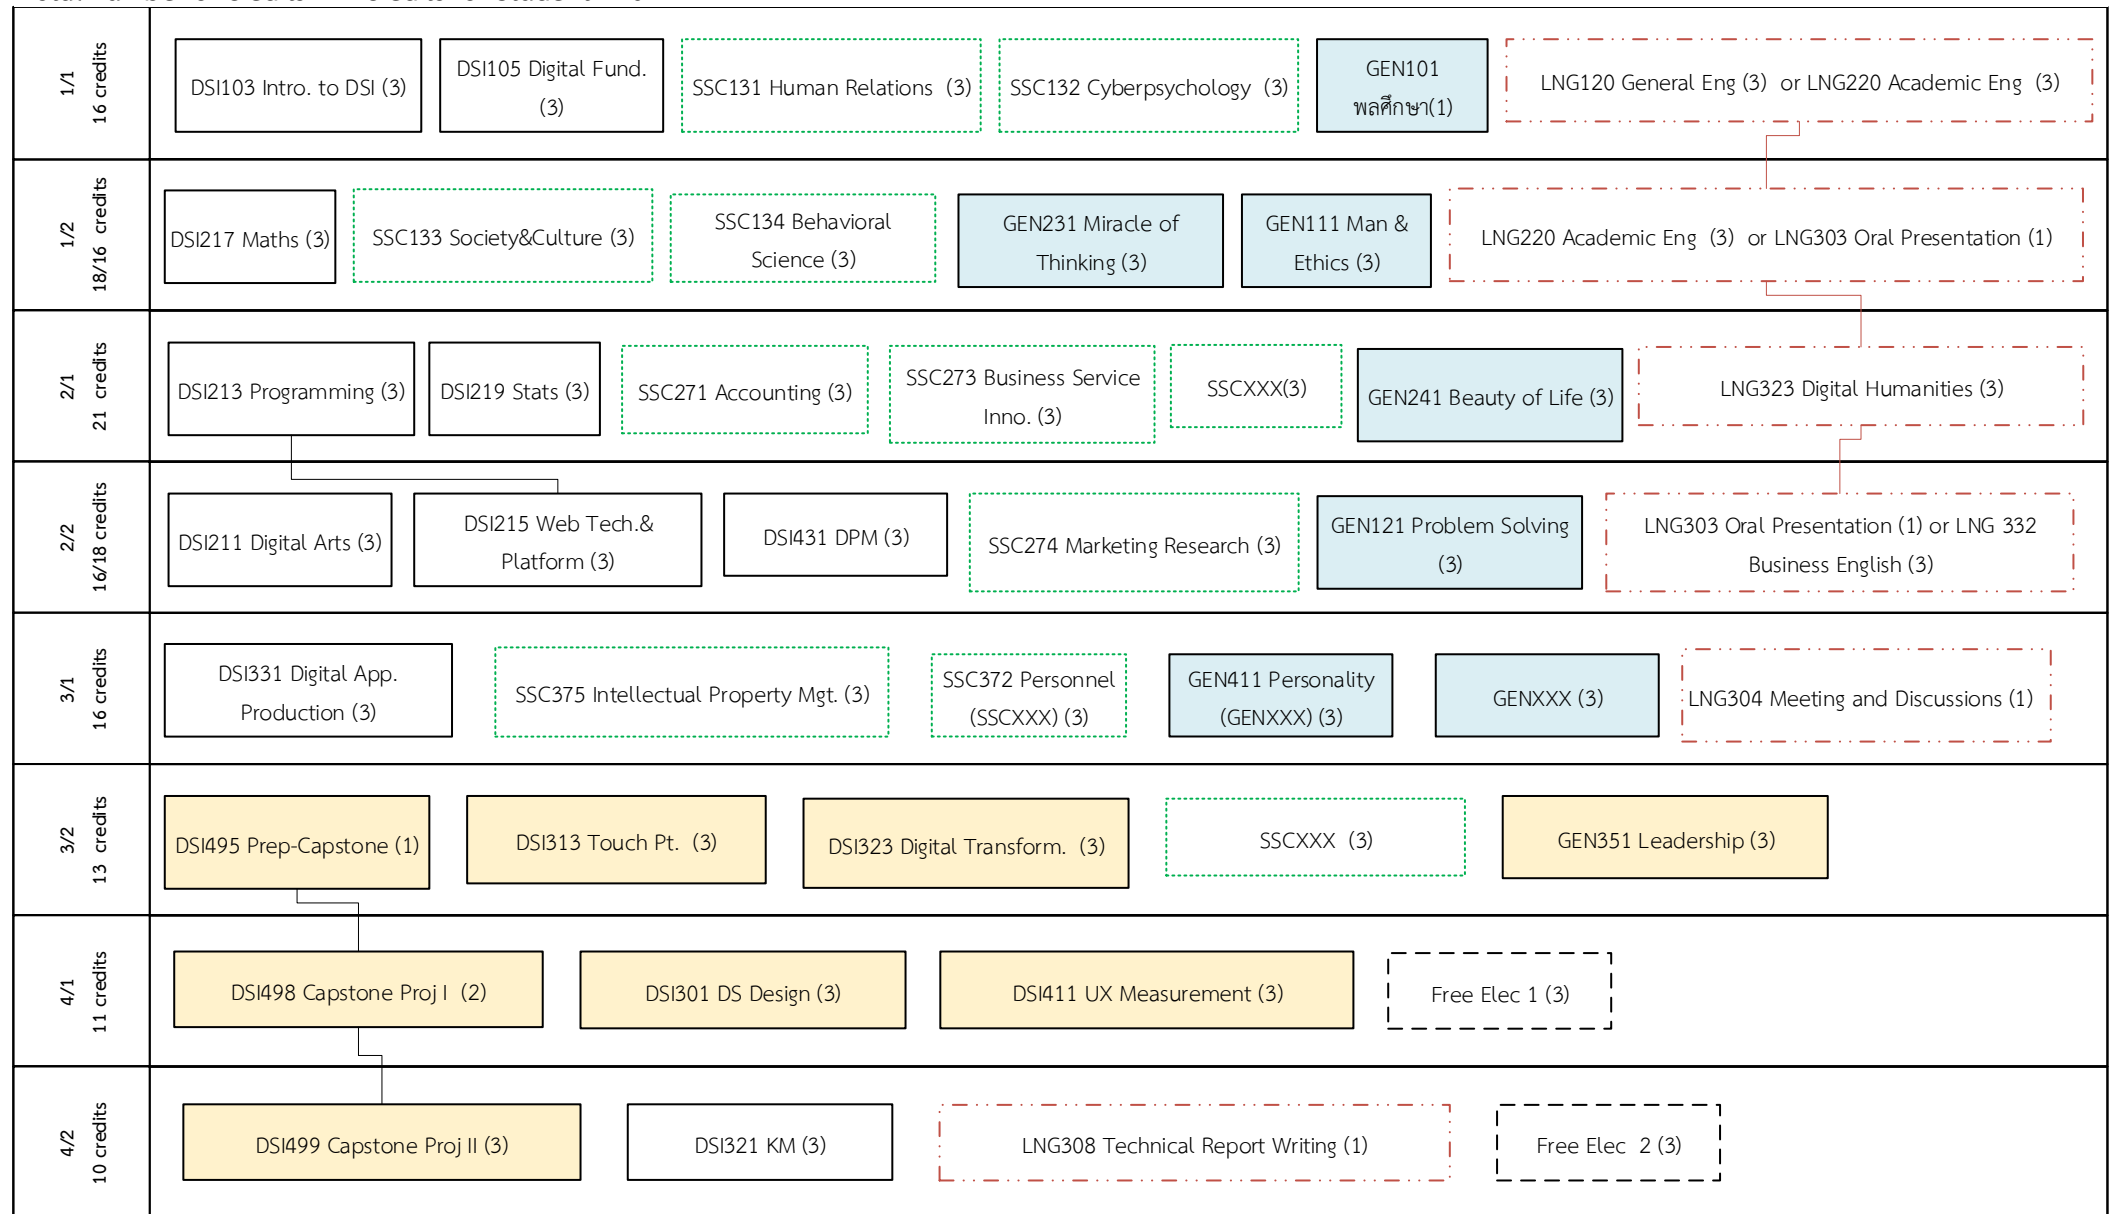 1/1
16 credits
DSI103 Intro. to DSI (3)
DSI105 Digital Fund.
(3)
SSC131 Human Relations (3)
SSC132 Cyberpsychology (3)
GEN101
พลศึกษา(1)
LNG120 General Eng (3) or LNG220 Academic Eng (3)
1/2
18/16 credits
DSI217 Maths (3)
SSC133 Society&Culture (3)
SSC134 Behavioral
Science (3)
GEN231 Miracle of
Thinking (3)
GEN111 Man &
Ethics (3)
LNG220 Academic Eng (3) or LNG303 Oral Presentation (1)
2/1
21 credits
DSI213 Programming (3)
DSI219 Stats (3)
SSC271 Accounting (3)
SSC273 Business Service
Inno. (3)
SSCXXX(3)
GEN241 Beauty of Life (3)
LNG323 Digital Humanities (3)
2/2
16/18 credits
DSI211 Digital Arts (3)
DSI215 Web Tech.&
Platform (3)
DSI431 DPM (3)
SSC274 Marketing Research (3)
GEN121 Problem Solving
(3)
LNG303 Oral Presentation (1) or LNG 332
Business English (3)
3/1
16 credits
DSI331 Digital App.
Production (3)
SSC375 Intellectual Property Mgt. (3)
SSC372 Personnel
(SSCXXX) (3)
GEN411 Personality
(GENXXX) (3)
GENXXX (3)
LNG304 Meeting and Discussions (1)
3/2
13 credits
DSI495 Prep-Capstone (1)
DSI313 Touch Pt. (3)
DSI323 Digital Transform. (3)
SSCXXX (3)
GEN351 Leadership (3)
4/1
11 credits
DSI498 Capstone Proj I (2)
DSI301 DS Design (3)
DSI411 UX Measurement (3)
Free Elec 1 (3)
4/2
10 credits
DSI499 Capstone Proj II (3)
DSI321 KM (3)
LNG308 Technical Report Writing (1)
Free Elec 2 (3)